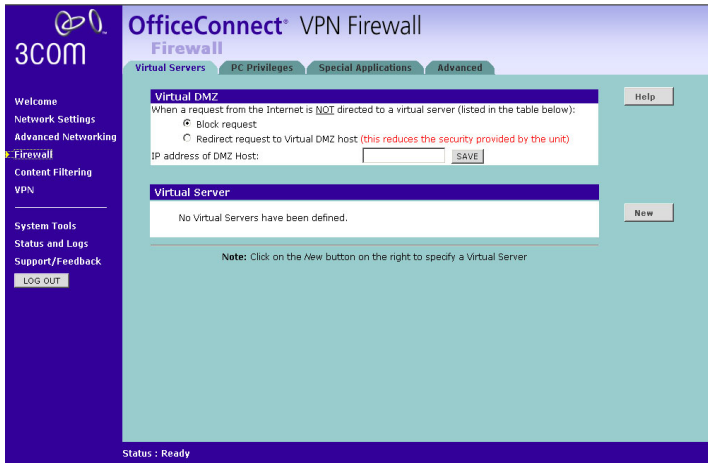 3COM
OfficeConnect® VPN Firewall
Firewall
Virtual Servers PC Privileges Special Applications Advanced
Welcome
Network Settings
Advanced Networking
Firewall
Content Filtering
VPN
System Tools
Status and Logs
Support/Feedback
LOG OUT
Virtual DMZ
When a request from the Internet is NOT directed to a virtual server (listed in the table below):
Block request
Redirect request to Virtual DMZ host (this reduces the security provided by the unit)
IP address of DMZ Host: SAVE
Help
Virtual Server
No Virtual Servers have been defined.
New
Note: Click on the New button on the right to specify a Virtual Server
Status : Ready